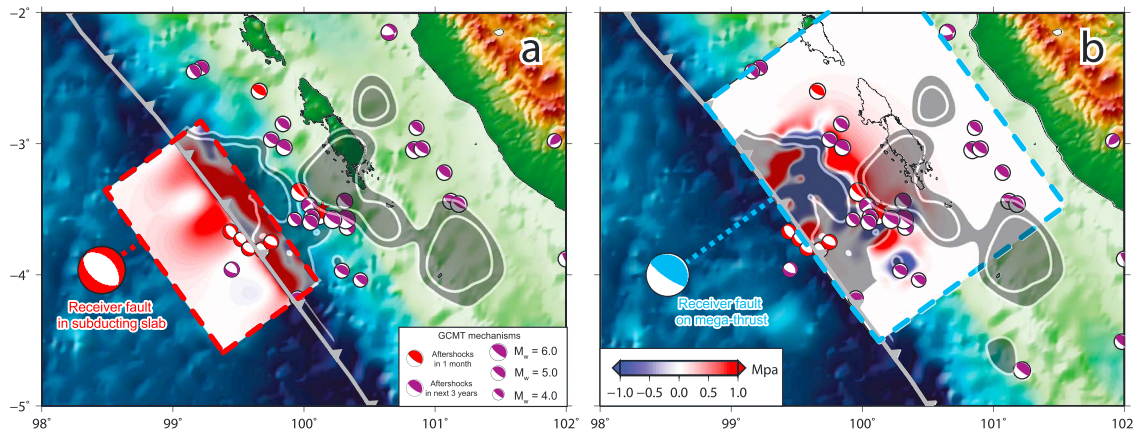 −2°
−3°
−4°
−5°
98°
99°
100°
101°
102°
a
Receiver fault
in subducting slab
GCMT mechanisms
Aftershocks
in 1 month
Aftershocks
in next 3 years
Mw = 6.0
Mw = 5.0
Mw = 4.0
b
Receiver fault
on mega-thrust
−1.0 −0.5 0.0 0.5 1.0
Mpa
98°
99°
100°
101°
102